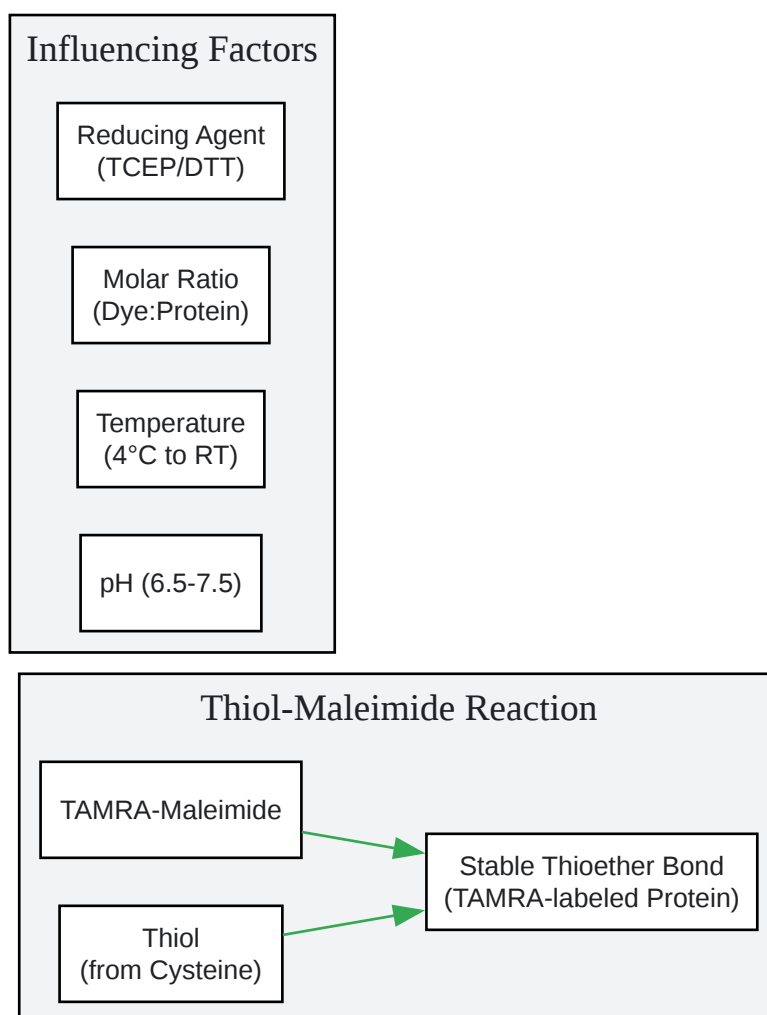 Influencing Factors
Reducing Agent
(TCEP/DTT)
Molar Ratio
(Dye:Protein)
Temperature
(4°C to RT)
pH (6.5-7.5)
Thiol-Maleimide Reaction
TAMRA-Maleimide
Stable Thioether Bond
(TAMRA-labeled Protein)
Thiol
(from Cysteine)